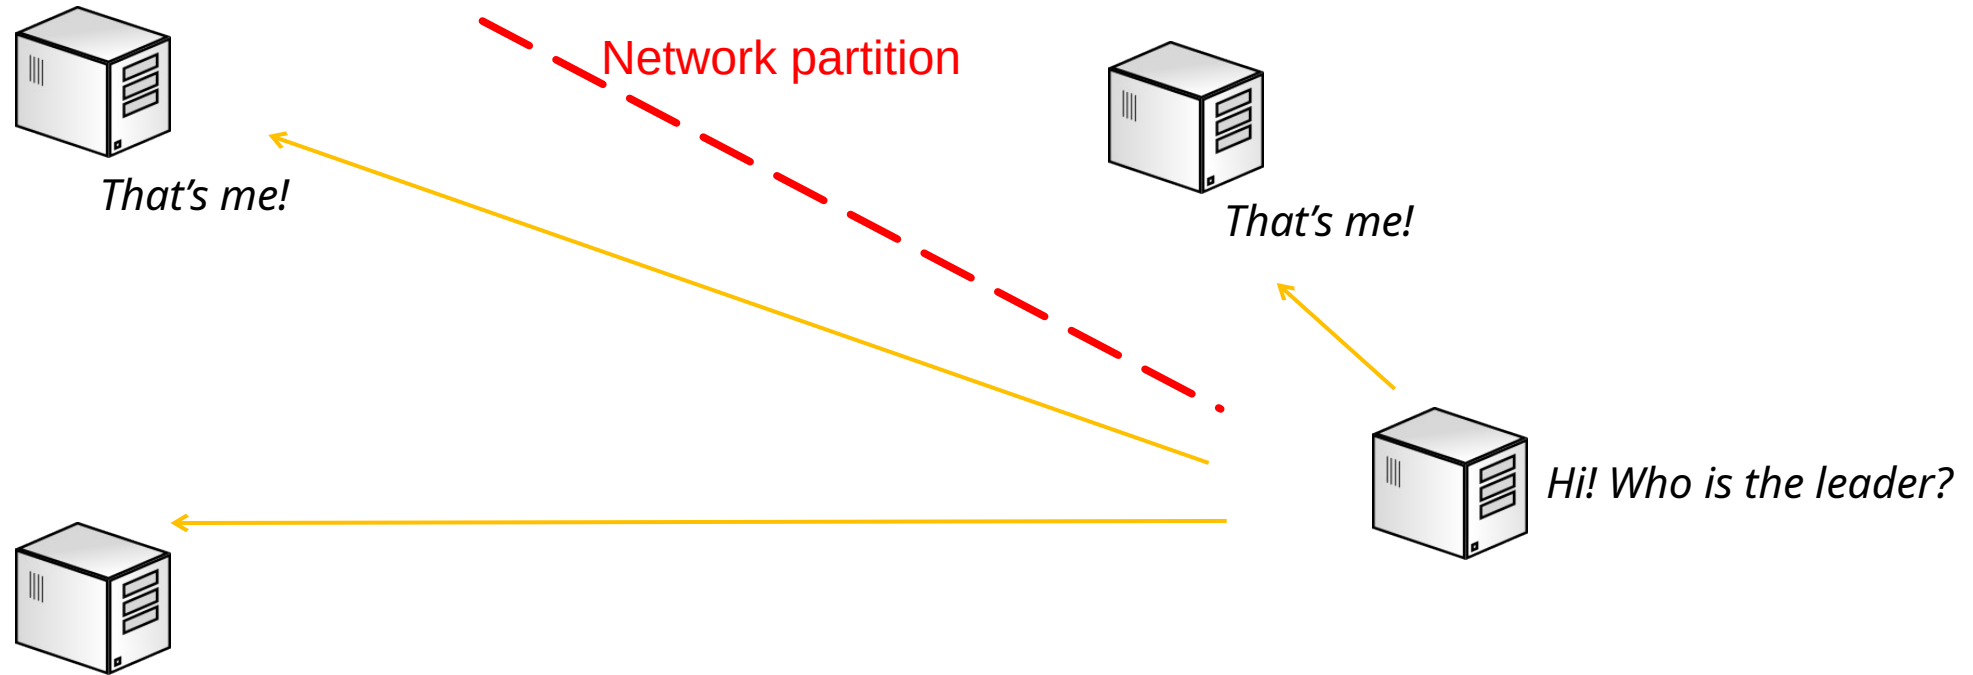 Network partition
That’s me!
That’s me!
Hi! Who is the leader?